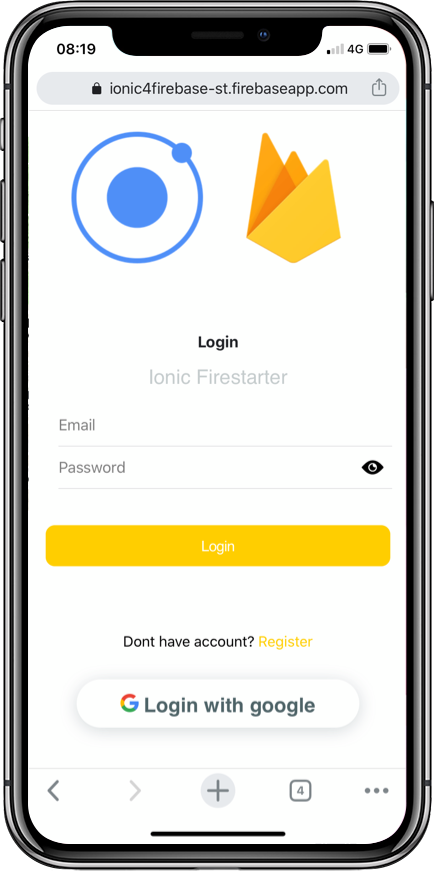 08:19
4G
ionic4firebase-st.firebaseapp.com
Login
Ionic Firestarter
Email
Password
Login
Dont have account? Register
Login with google
4